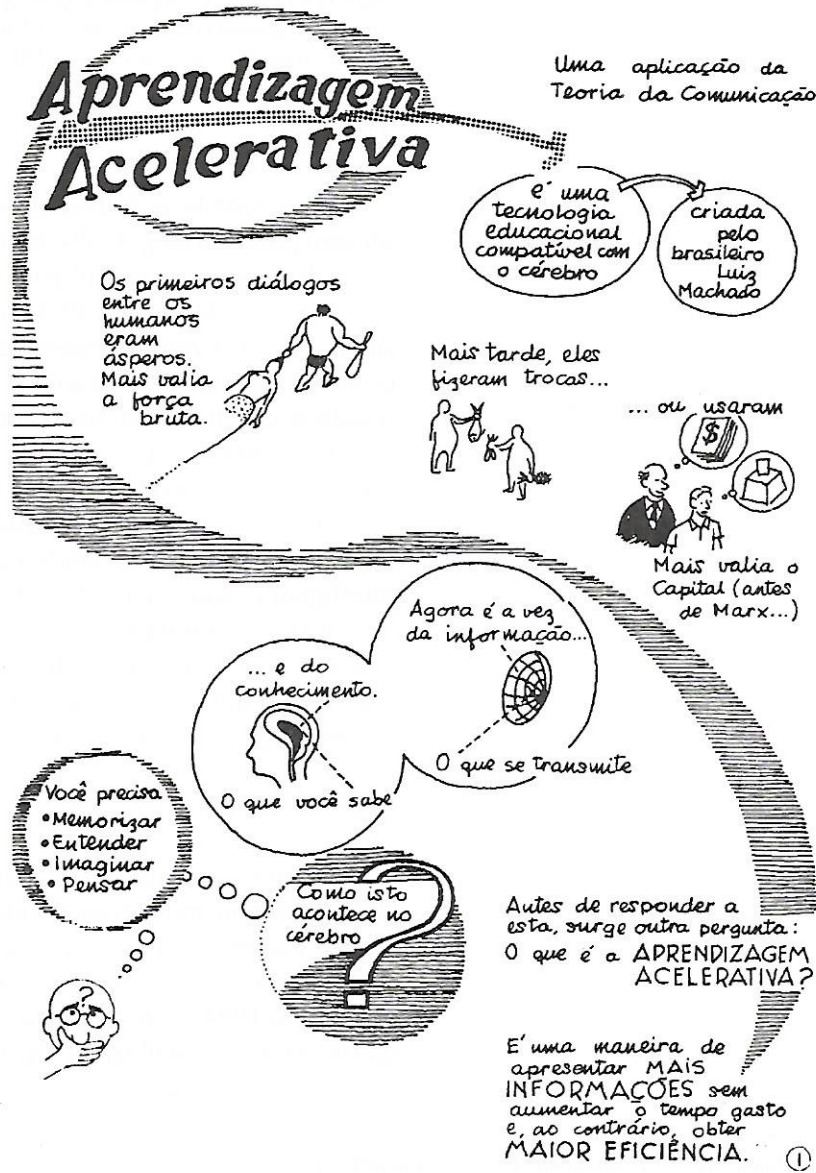 Aprendizagem
Acelerativa
Uma aplicação da
Teoria da Comunicação
é uma
tecnologia
educacional
compatível com
o cérebro
criada
pelo
brasileiro
Luiz
Machado
Os primeiros diálogos
entre os
humanos
eram
ásperos.
Mais valia
a força
bruta.
Mais tarde, eles
fizeram trocas...
... ou usaram
$
Mais valia o
Capital (antes
de Marx...)
Agora é a vez
da informação...
O que se transmite
... e do
conhecimento.
O que você sabe
Você precisa
• Memorizar
• Entender
• Imaginar
• Pensar
?
Como isto
acontece no
cérebro
?
Autes de responder a
esta, surge outra pergunta:
O que é a APRENDIZAGEM
ACELERATIVA?
É uma maneira de
apresentar MAIS
INFORMAÇÕES sem
aumentar o tempo gasto
e, ao contrário, obter
MAIOR EFICIÊNCIA.
1